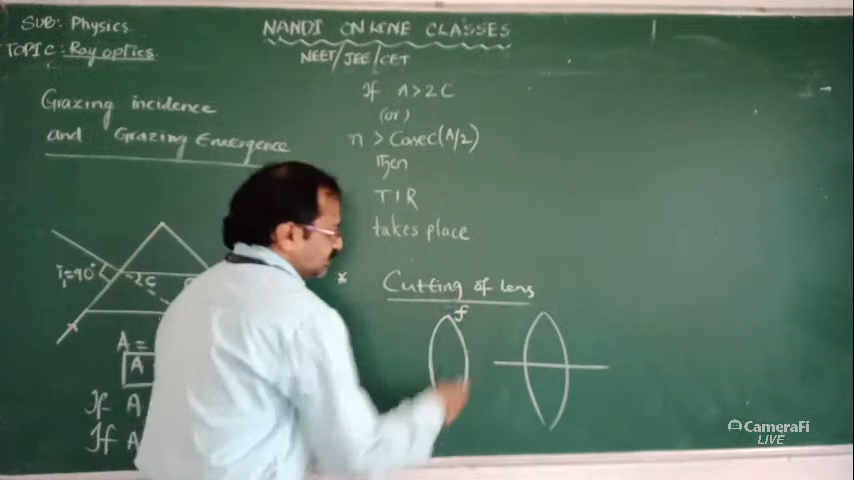 SUB: Physics
TOPIC: Ray optics
NANDI ONLINE CLASSES
NEET/JEE/CET
Grazing incidence
and Grazing Emergence
i₁=90°
2C
A =
A
If A
If A
If A>2C
(or)
n > Cosec(A/2)
Then
TIR
takes place
* Cutting of lens
f
CameraFi
LIVE